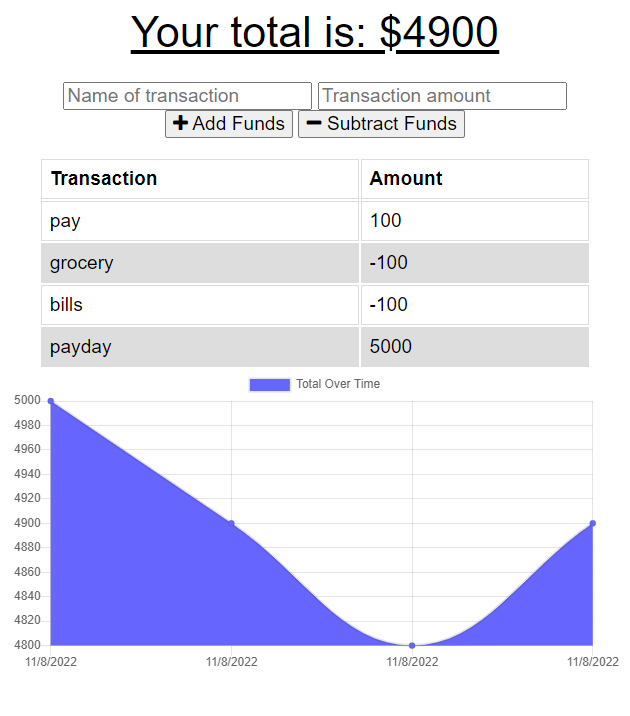 Your total is: $4900
Name of transaction Transaction amount
Add Funds Subtract Funds
Transaction Amount
pay 100
grocery -100
bills -100
payday 5000
Total Over Time
5000
4980
4960
4940
4920
4900
4880
4860
4840
4820
4800
11/8/2022 11/8/2022 11/8/2022 11/8/2022